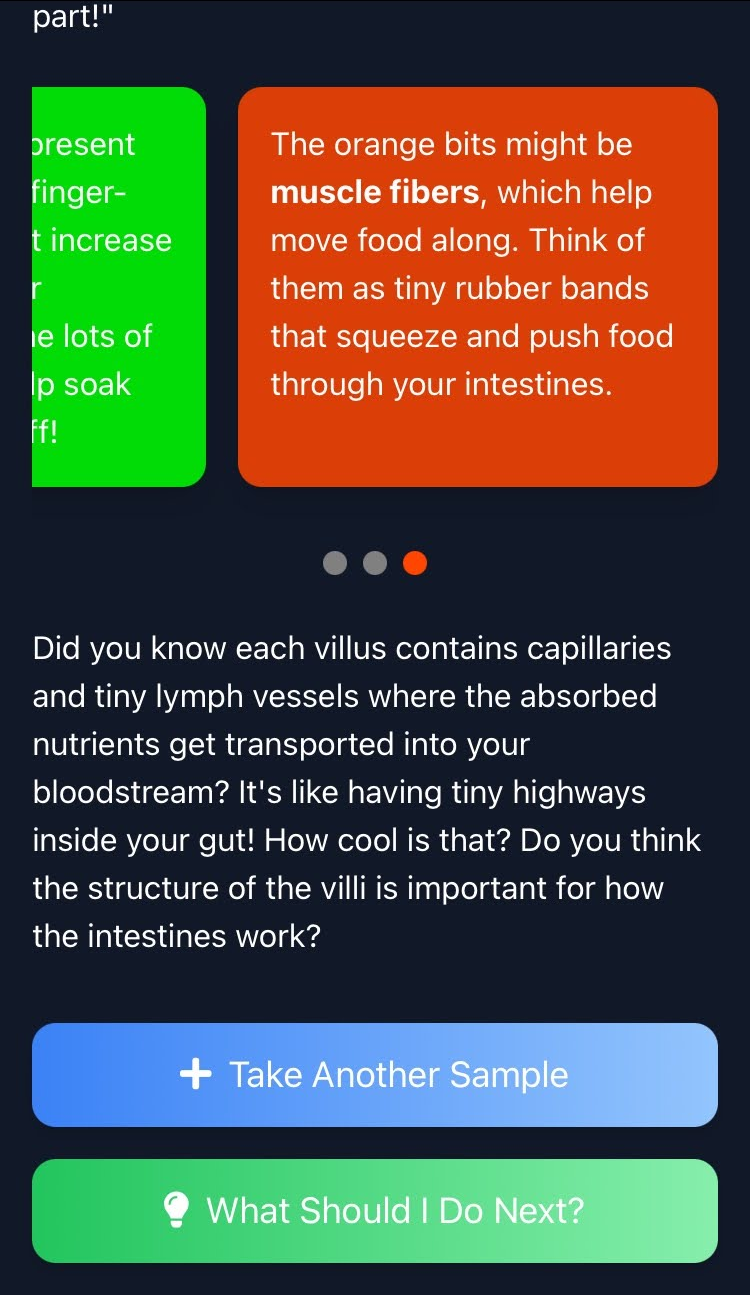 part!"
present
finger-
t increase
r
e lots of
lp soak
ff!
The orange bits might be
muscle fibers, which help
move food along. Think of
them as tiny rubber bands
that squeeze and push food
through your intestines.
Did you know each villus contains capillaries
and tiny lymph vessels where the absorbed
nutrients get transported into your
bloodstream? It's like having tiny highways
inside your gut! How cool is that? Do you think
the structure of the villi is important for how
the intestines work?
Take Another Sample
What Should I Do Next?